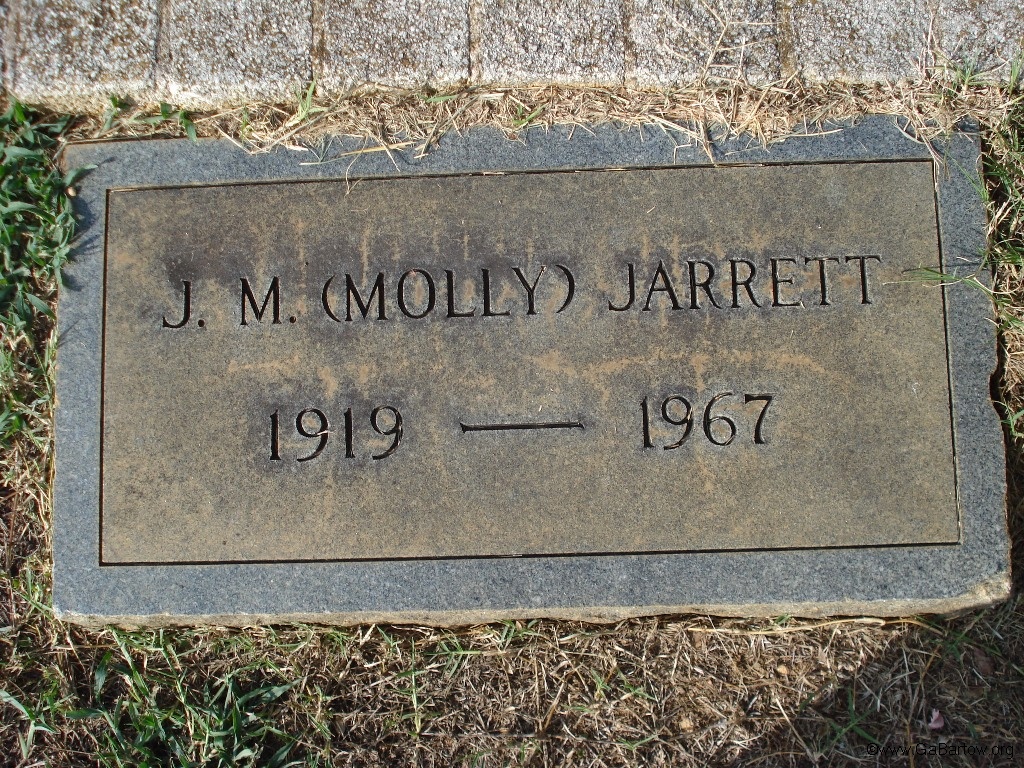 J. M. (MOLLY) JARRETT
1919 — 1967
©www.GaBartow.org